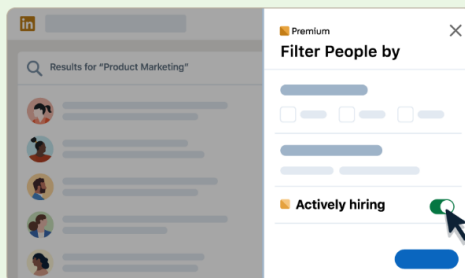 in
Results for “Product Marketing”
Premium
Filter People by
Actively hiring